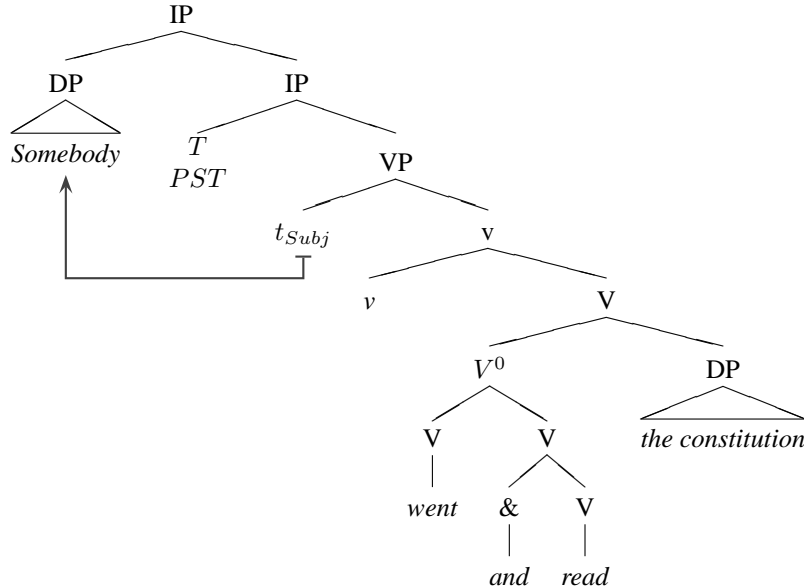 IP
DP IP
Somebody T VP
PST
t_Subj v
v V
V^0 DP
V V the constitution
went & V
and read